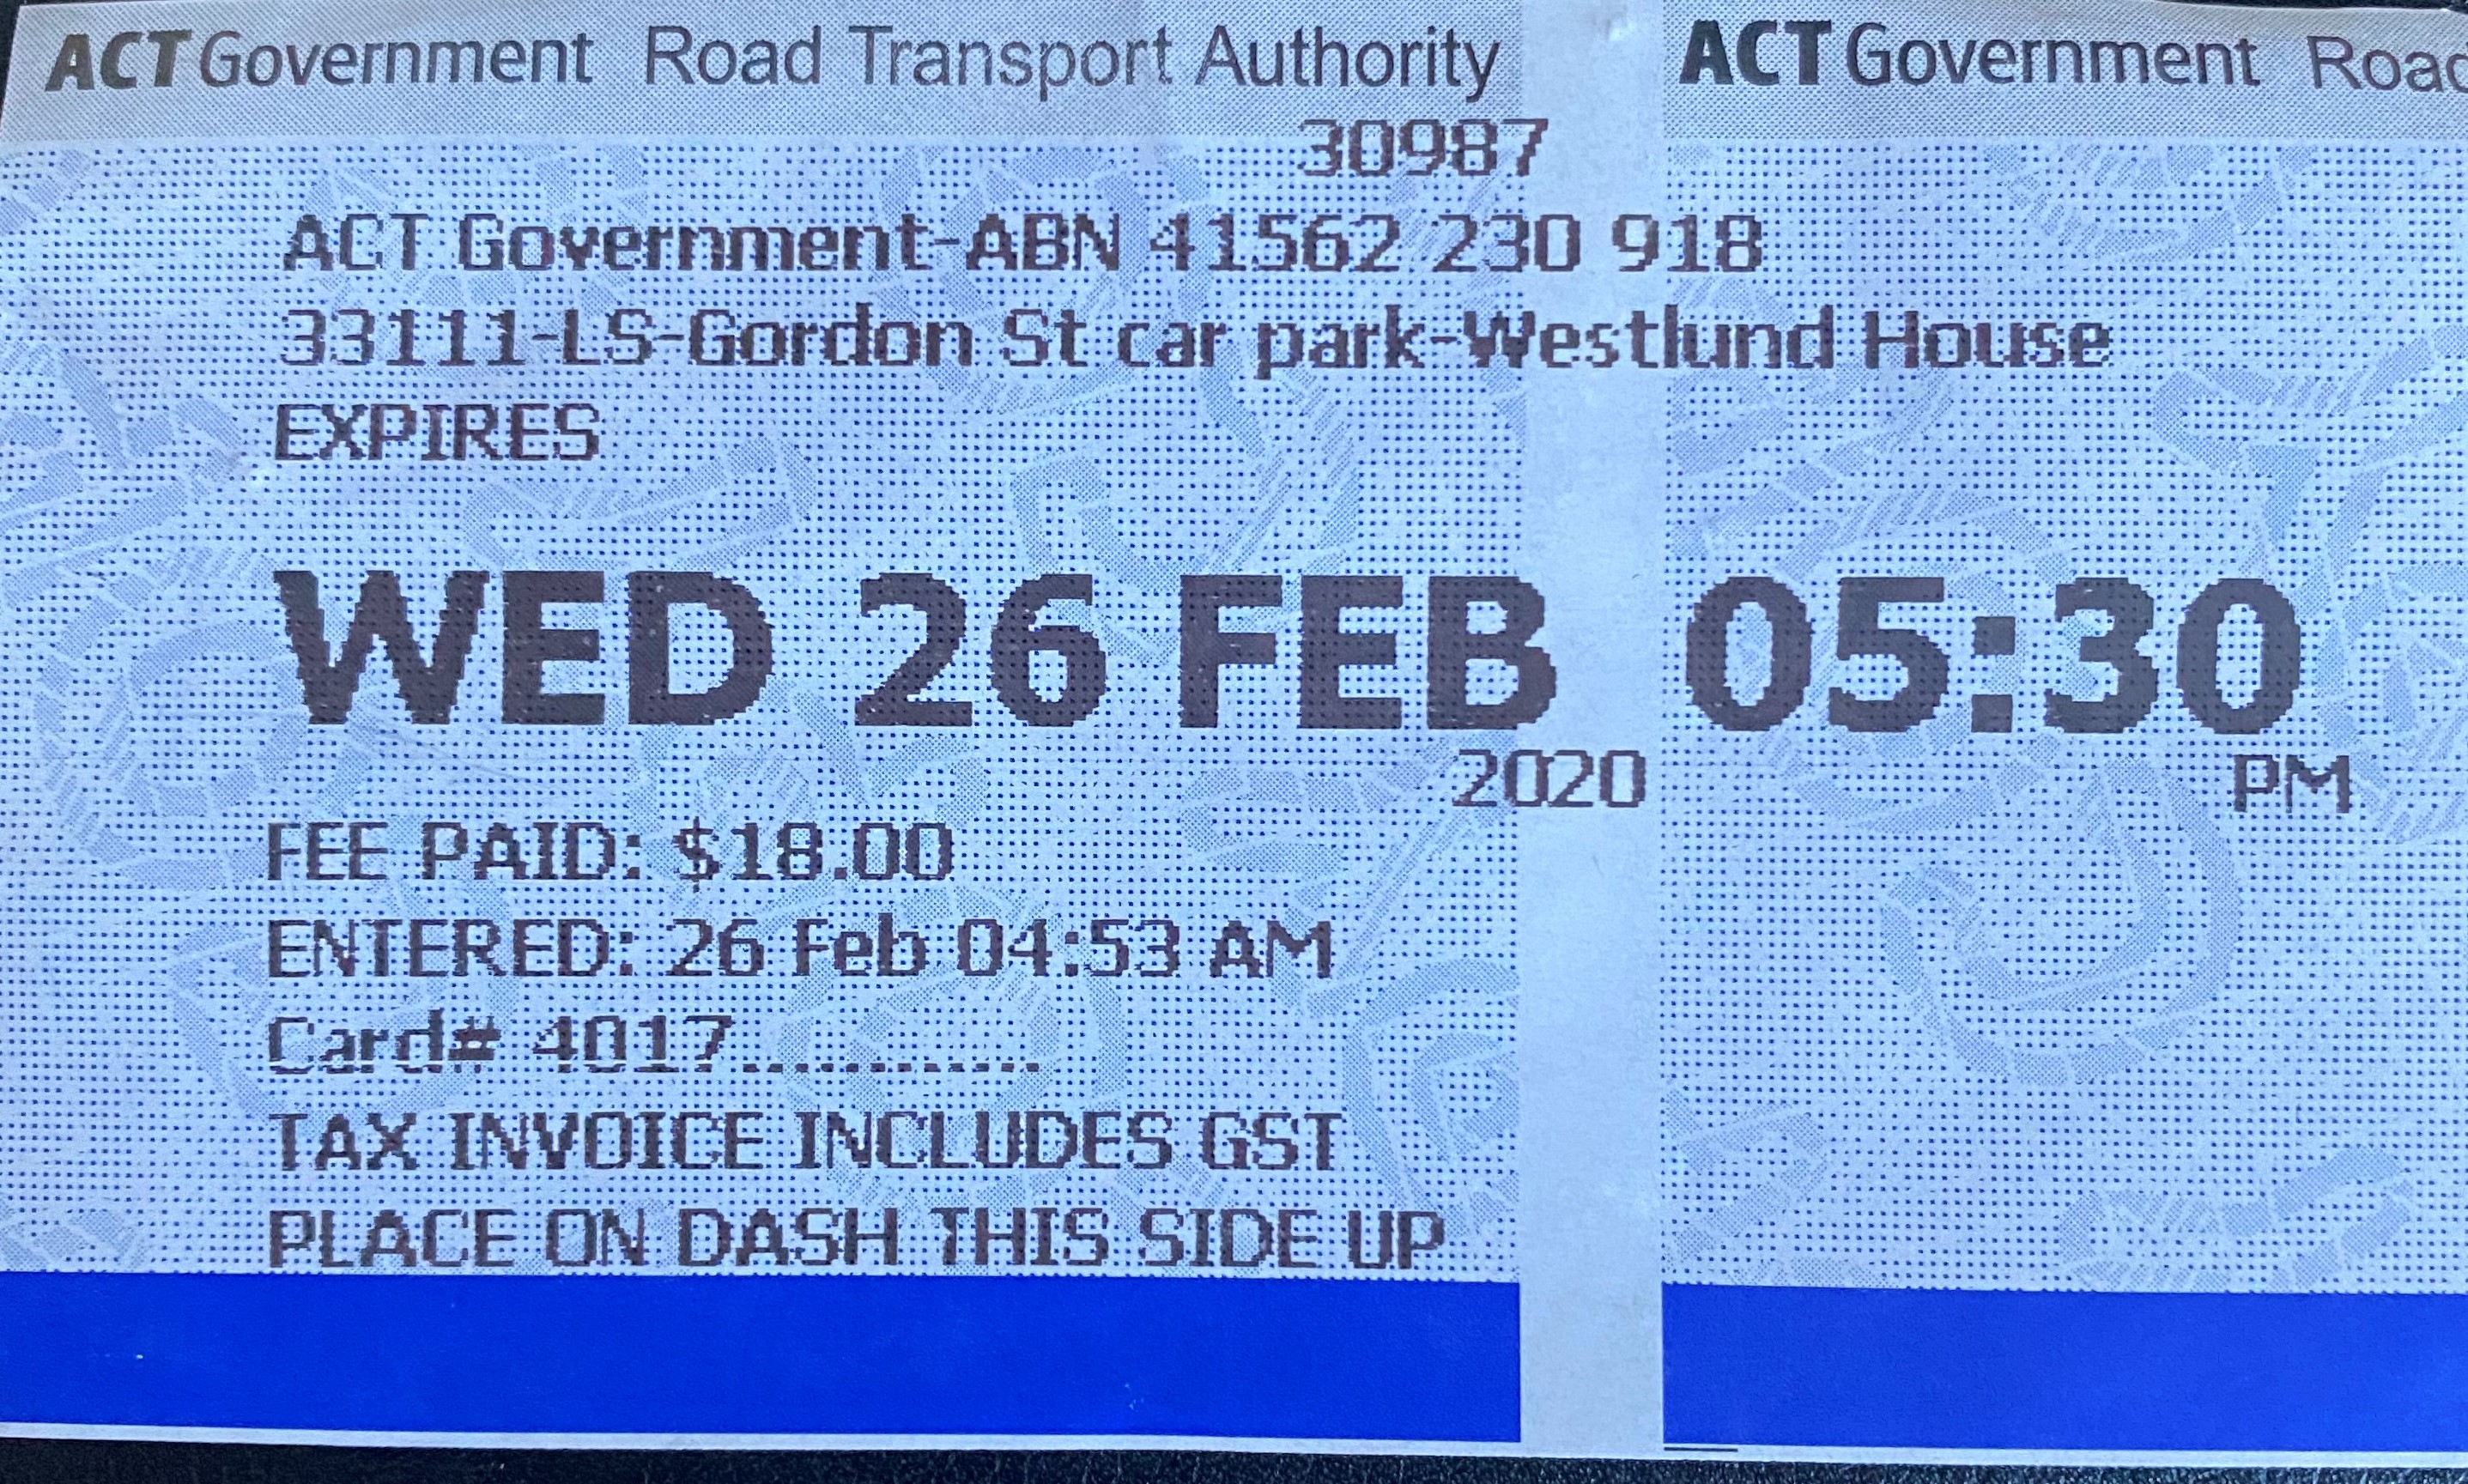 ACT Government Road Transport Authority ACT Government Road
30987
ACT Government-ABN 41562 230 918
33111-LS-Gordon St car park-Westlund House
EXPIRES
WED 26 FEB 05:30
2020 PM
FEE PAID: $18.00
ENTERED: 26 Feb 04:53 AM
Card# 4017............
TAX INVOICE INCLUDES GST
PLACE ON DASH THIS SIDE UP